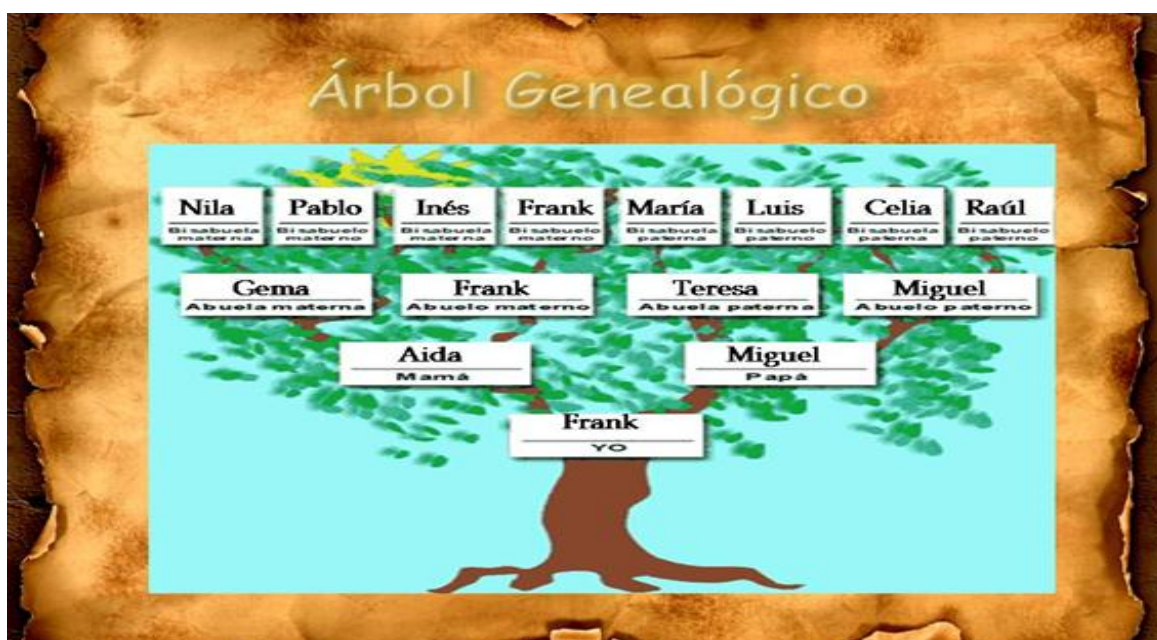 Árbol Genealógico
Nila Pablo Inés Frank María Luis Celia Raúl
Bisabuela materna Bisabuelo materno Bisabuela materna Bisabuelo materno Bisabuela paterna Bisabuelo paterno Bisabuela paterna Bisabuelo paterno
Gema Frank Teresa Miguel
Abuela materna Abuelo materno Abuela paterna Abuelo paterno
Aida Miguel
Mamá Papá
Frank
YO